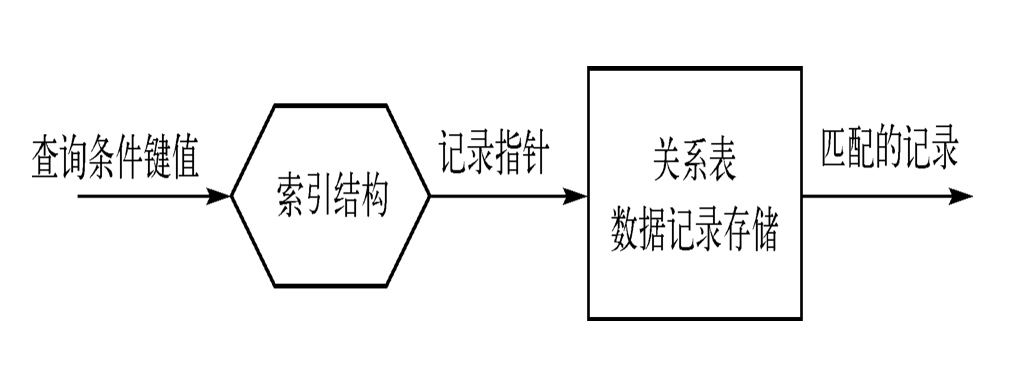 查询条件键值
索引结构
记录指针
关系表
数据记录存储
匹配的记录